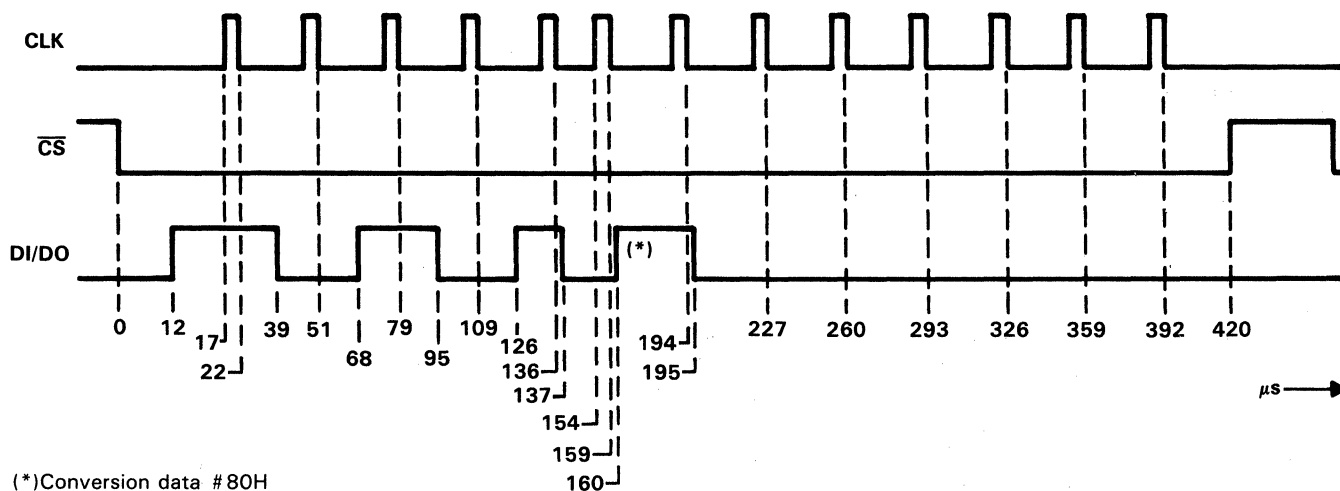 CLK
CS
DI/DO
(*)
0 12 39 51 79 109 227 260 293 326 359 392 420
17 68 95 126 194
22 136 195
137
µs
154
159
(*)Conversion data #80H 160